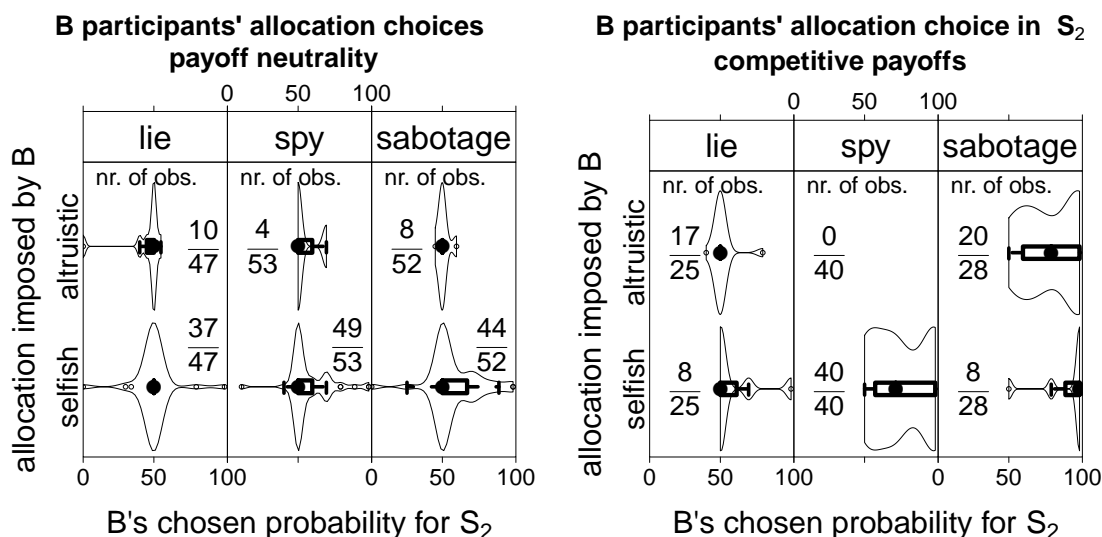 B participants' allocation choices
payoff neutrality
0 50 100
lie spy sabotage
nr. of obs. nr. of obs. nr. of obs.
allocation imposed by B
altruistic
10/47 4/53 8/52
selfish
37/47 49/53 44/52
0 50 100 0 50 100
B's chosen probability for S2
B participants' allocation choice in S2
competitive payoffs
0 50 100
lie spy sabotage
nr. of obs. nr. of obs. nr. of obs.
allocation imposed by B
altruistic
17/25 0/40 20/28
selfish
8/25 40/40 8/28
0 50 100 0 50 100
B's chosen probability for S2